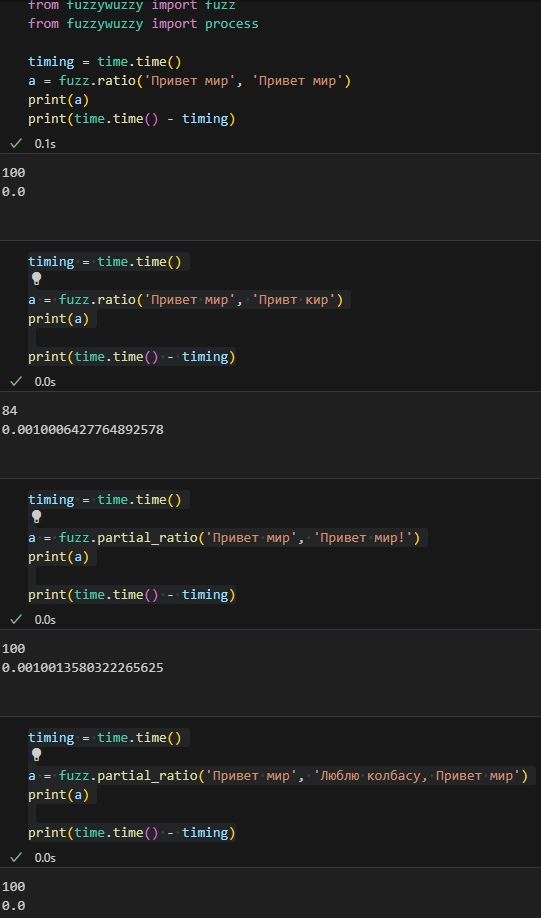 from fuzzywuzzy import fuzz
from fuzzywuzzy import process
timing = time.time()
a = fuzz.ratio('Привет мир', 'Привет мир')
print(a)
print(time.time() - timing)
0.1s
100
0.0
timing = time.time()
a = fuzz.ratio('Привет мир', 'Привт кир')
print(a)
print(time.time() - timing)
0.0s
84
0.0010006427764892578
timing = time.time()
a = fuzz.partial_ratio('Привет мир', 'Привет мир!')
print(a)
print(time.time() - timing)
0.0s
100
0.0010013580322265625
timing = time.time()
a = fuzz.partial_ratio('Привет мир', 'Люблю колбасу, Привет мир')
print(a)
print(time.time() - timing)
0.0s
100
0.0